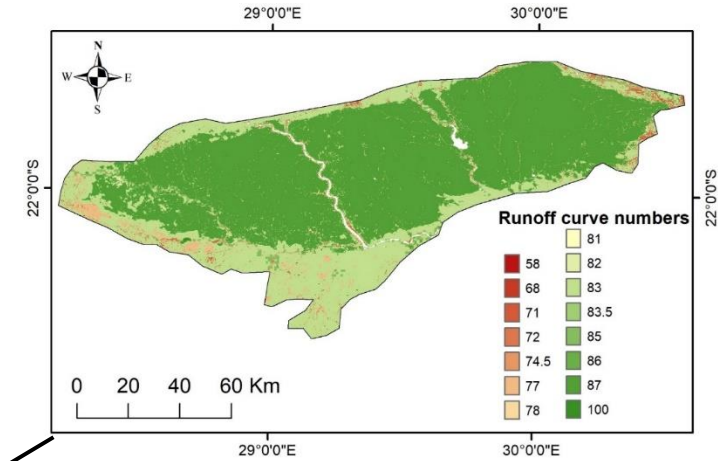 29°0'0"E 30°0'0"E
N
W E
S
22°0'0"S 22°0'0"S
Runoff curve numbers
81
58 82
68 83
71 83.5
72 85
74.5 86
77 87
78 100
0 20 40 60 Km
29°0'0"E 30°0'0"E